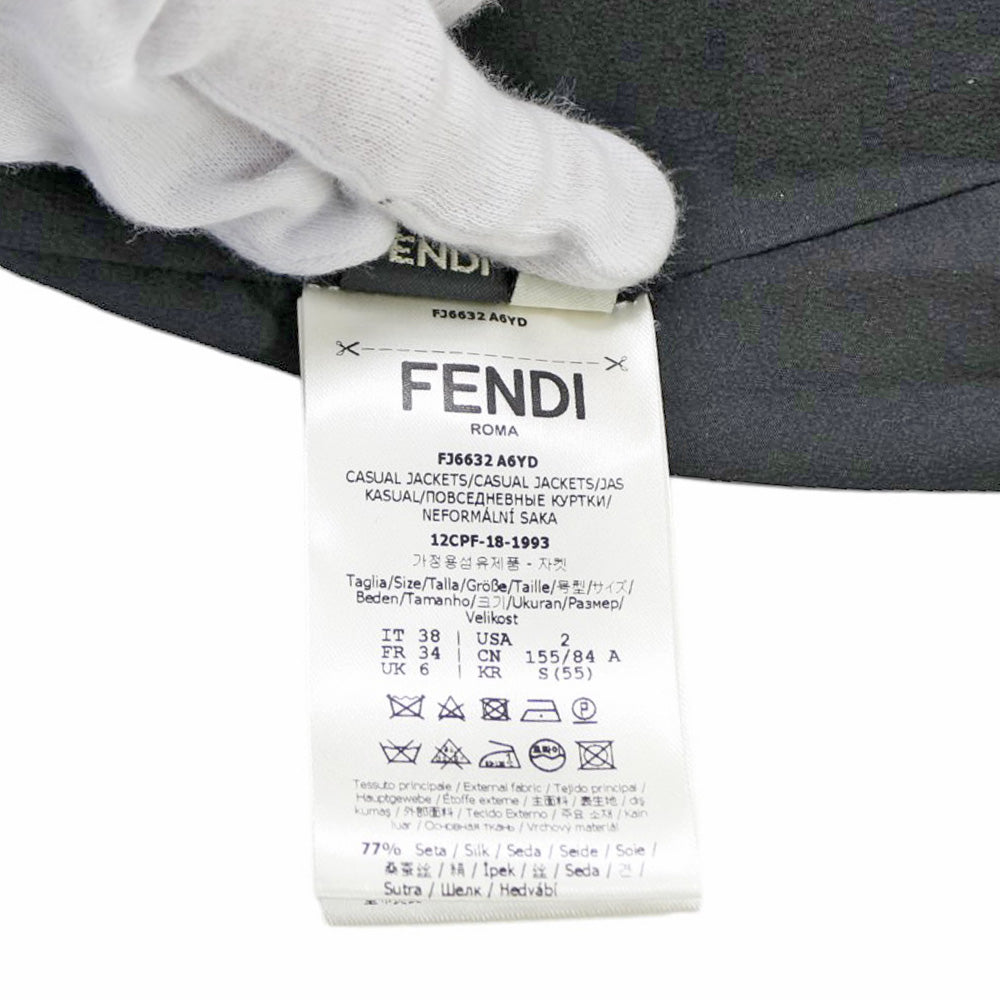 FENDI
FJ6632 A6YD
FENDI
ROMA
FJ6632 A6YD
CASUAL JACKETS/CASUAL JACKETS/JAS
KASUAL/ПОВСЕДНЕВНЫЕ КУРТКИ/
NEFORMÁLNÍ SAKA
12CPF-18-1993
가정용섬유제품 - 자켓
Taglia/Size/Talla/Größe/Taille/号型/サイズ/
Beden/Tamanho/크기/Ukuran/Размер/
Velikost
IT 38 | USA 2
FR 34 | CN 155/84 A
UK 6 | KR S(55)
Tessuto principale / External fabric / Tejido principal /
Hauptgewebe / Étoffe externe / 主面料 / 表生地 / dış
kumaş / 外部面料 / Tecido Externo / 주요 소재 / Kain
luar / Основная ткань / Vrchový materiál
77% Seta / Silk / Seda / Seide / Soie /
桑蚕丝 / 絹 / İpek / 丝 / Seda / 견 /
Sutra / Шелк / Hedvábí